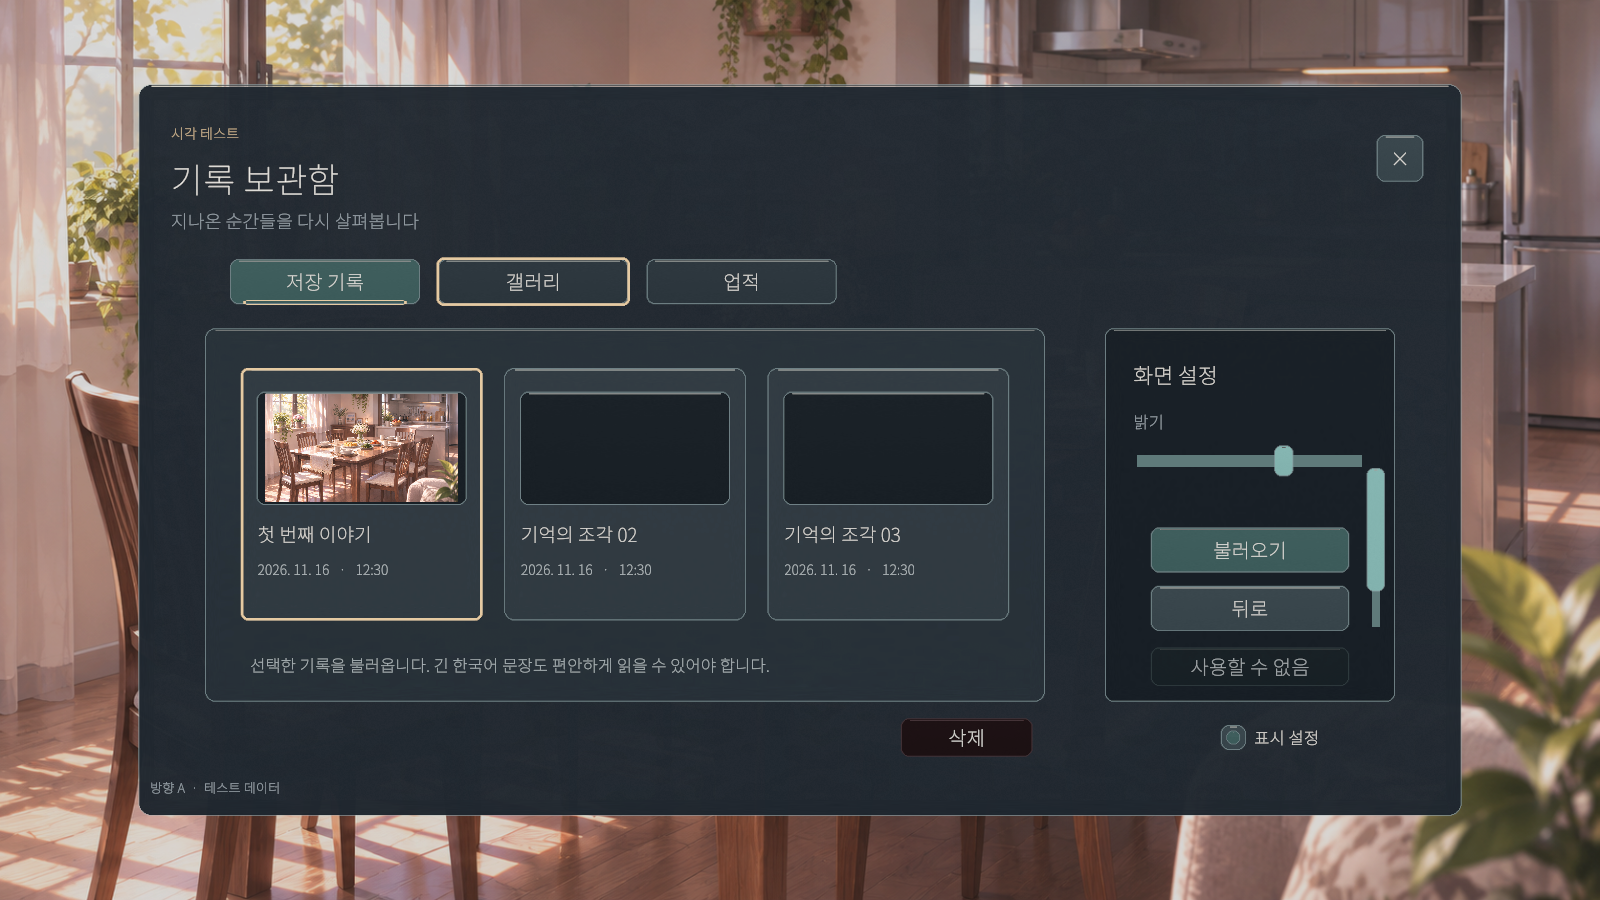 시각 테스트
기록 보관함
지나온 순간들을 다시 살펴봅니다
저장 기록
갤러리
업적
첫 번째 이야기
2026. 11. 16 · 12:30
기억의 조각 02
2026. 11. 16 · 12:30
기억의 조각 03
2026. 11. 16 · 12:30
선택한 기록을 불러옵니다. 긴 한국어 문장도 편안하게 읽을 수 있어야 합니다.
화면 설정
밝기
불러오기
뒤로
사용할 수 없음
삭제
표시 설정
방향 A · 테스트 데이터